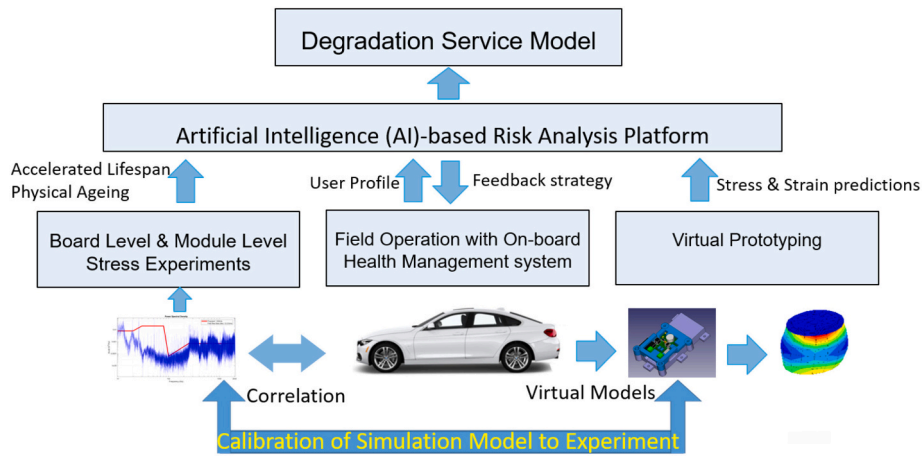 Degradation Service Model
Artificial Intelligence (AI)-based Risk Analysis Platform
Accelerated Lifespan
Physical Ageing
User Profile
Feedback strategy
Stress & Strain predictions
Board Level & Module Level
Stress Experiments
Field Operation with On-board
Health Management system
Virtual Prototyping
Correlation
Virtual Models
Calibration of Simulation Model to Experiment